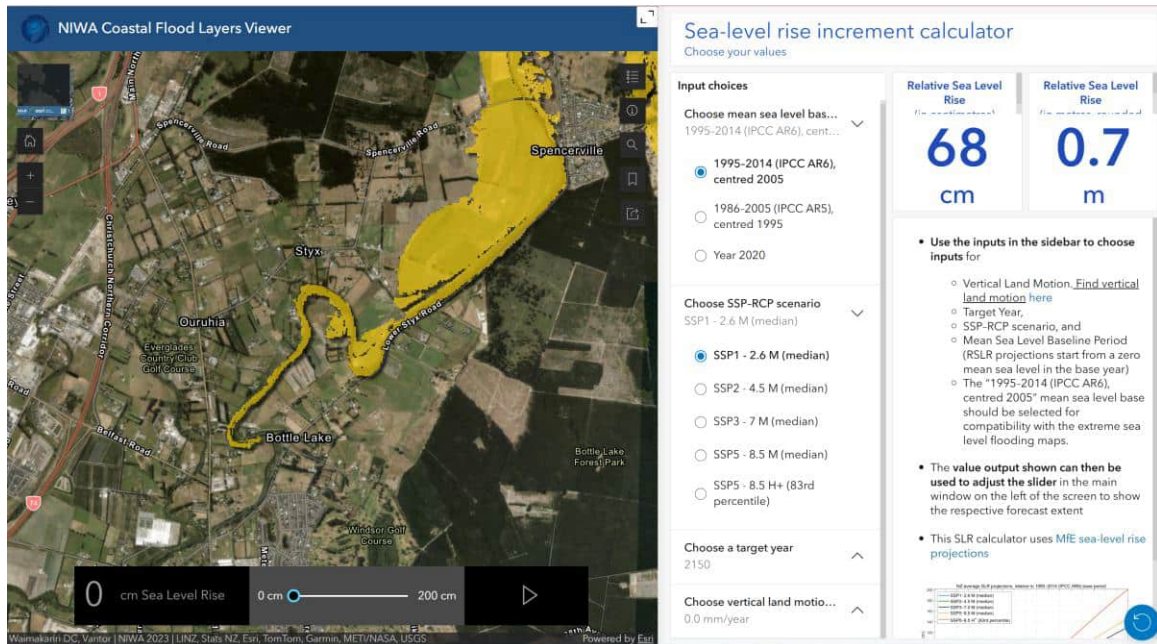 NIWA Coastal Flood Layers Viewer
1
Main North
Spencerville Road
Spencerville Road
Spencerville
Styx
Lower Styx Road
Ouruhia
Christchurch Northern Corridor
Everglades
Country Club
Golf Course
Bottle Lake
Belfast Road
Bottle Lake
Forest Park
74
Windsor Golf
Course
+
−
0 cm Sea Level Rise
0 cm
200 cm
Waimakariri DC, Vantor | NIWA 2023 | LINZ, Stats NZ, Esri, TomTom, Garmin, METI/NASA, USGS
Powered by Esri
Sea-level rise increment calculator
Choose your values
Input choices
Choose mean sea level bas...
1995-2014 (IPCC AR6), cent...
1995-2014 (IPCC AR6),
centred 2005
1986-2005 (IPCC AR5),
centred 1995
Year 2020
Choose SSP-RCP scenario
SSP1 - 2.6 M (median)
SSP1 - 2.6 M (median)
SSP2 - 4.5 M (median)
SSP3 - 7 M (median)
SSP5 - 8.5 M (median)
SSP5 - 8.5 H+ (83rd
percentile)
Choose a target year
2150
Choose vertical land motio...
0.0 mm/year
Relative Sea Level
Rise
68
cm
Relative Sea Level
Rise
0.7
m
• Use the inputs in the sidebar to choose
inputs for
Vertical Land Motion. Find vertical
land motion here
Target Year,
SSP-RCP scenario, and
Mean Sea Level Baseline Period
(RSLR projections start from a zero
mean sea level in the base year)
The "1995-2014 (IPCC AR6),
centred 2005" mean sea level base
should be selected for
compatibility with the extreme sea
level flooding maps.
• The value output shown can then be
used to adjust the slider in the main
window on the left of the screen to show
the respective forecast extent
• This SLR calculator uses MfE sea-level rise
projections